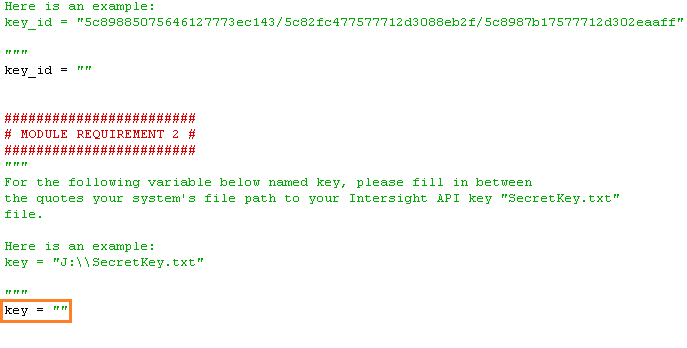 Here is an example:
key_id = "5c89885075646127773ec143/5c82fc477577712d3088eb2f/5c8987b17577712d302eaaff"
"""
key_id = ""
########################
# MODULE REQUIREMENT 2 #
########################
"""
For the following variable below named key, please fill in between
the quotes your system's file path to your Intersight API key "SecretKey.txt"
file.
Here is an example:
key = "J:\\SecretKey.txt"
"""
key = ""